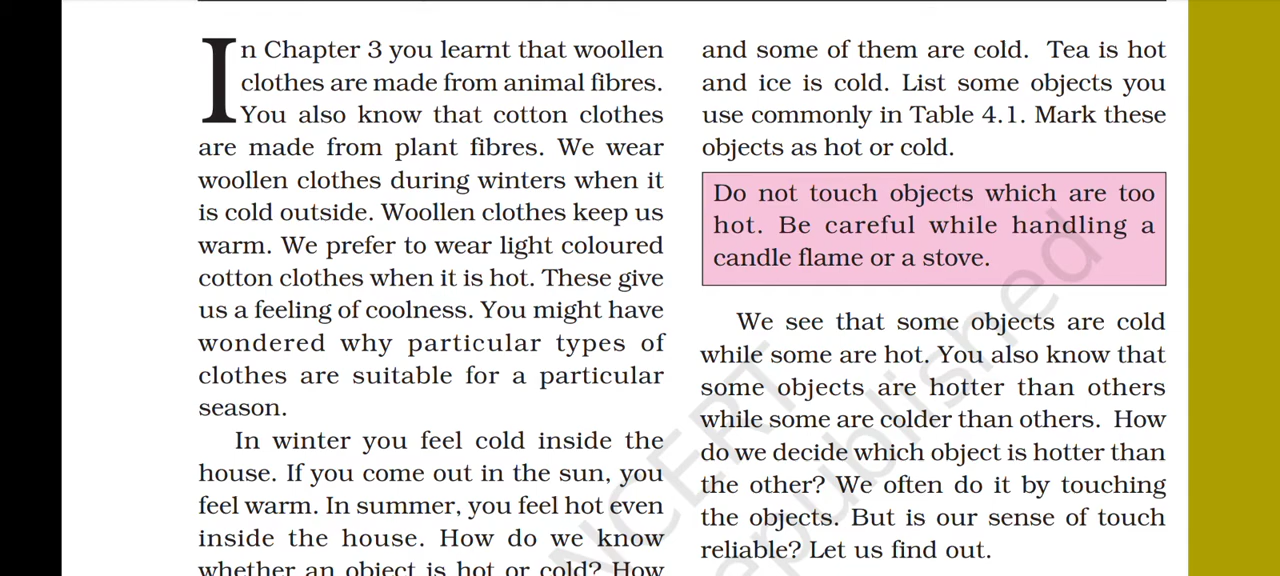 In Chapter 3 you learnt that woollen
clothes are made from animal fibres.
You also know that cotton clothes
are made from plant fibres. We wear
woollen clothes during winters when it
is cold outside. Woollen clothes keep us
warm. We prefer to wear light coloured
cotton clothes when it is hot. These give
us a feeling of coolness. You might have
wondered why particular types of
clothes are suitable for a particular
season.
In winter you feel cold inside the
house. If you come out in the sun, you
feel warm. In summer, you feel hot even
inside the house. How do we know
whether an object is hot or cold? How
and some of them are cold. Tea is hot
and ice is cold. List some objects you
use commonly in Table 4.1. Mark these
objects as hot or cold.
Do not touch objects which are too
hot. Be careful while handling a
candle flame or a stove.
We see that some objects are cold
while some are hot. You also know that
some objects are hotter than others
while some are colder than others. How
do we decide which object is hotter than
the other? We often do it by touching
the objects. But is our sense of touch
reliable? Let us find out.
NCERT
republished